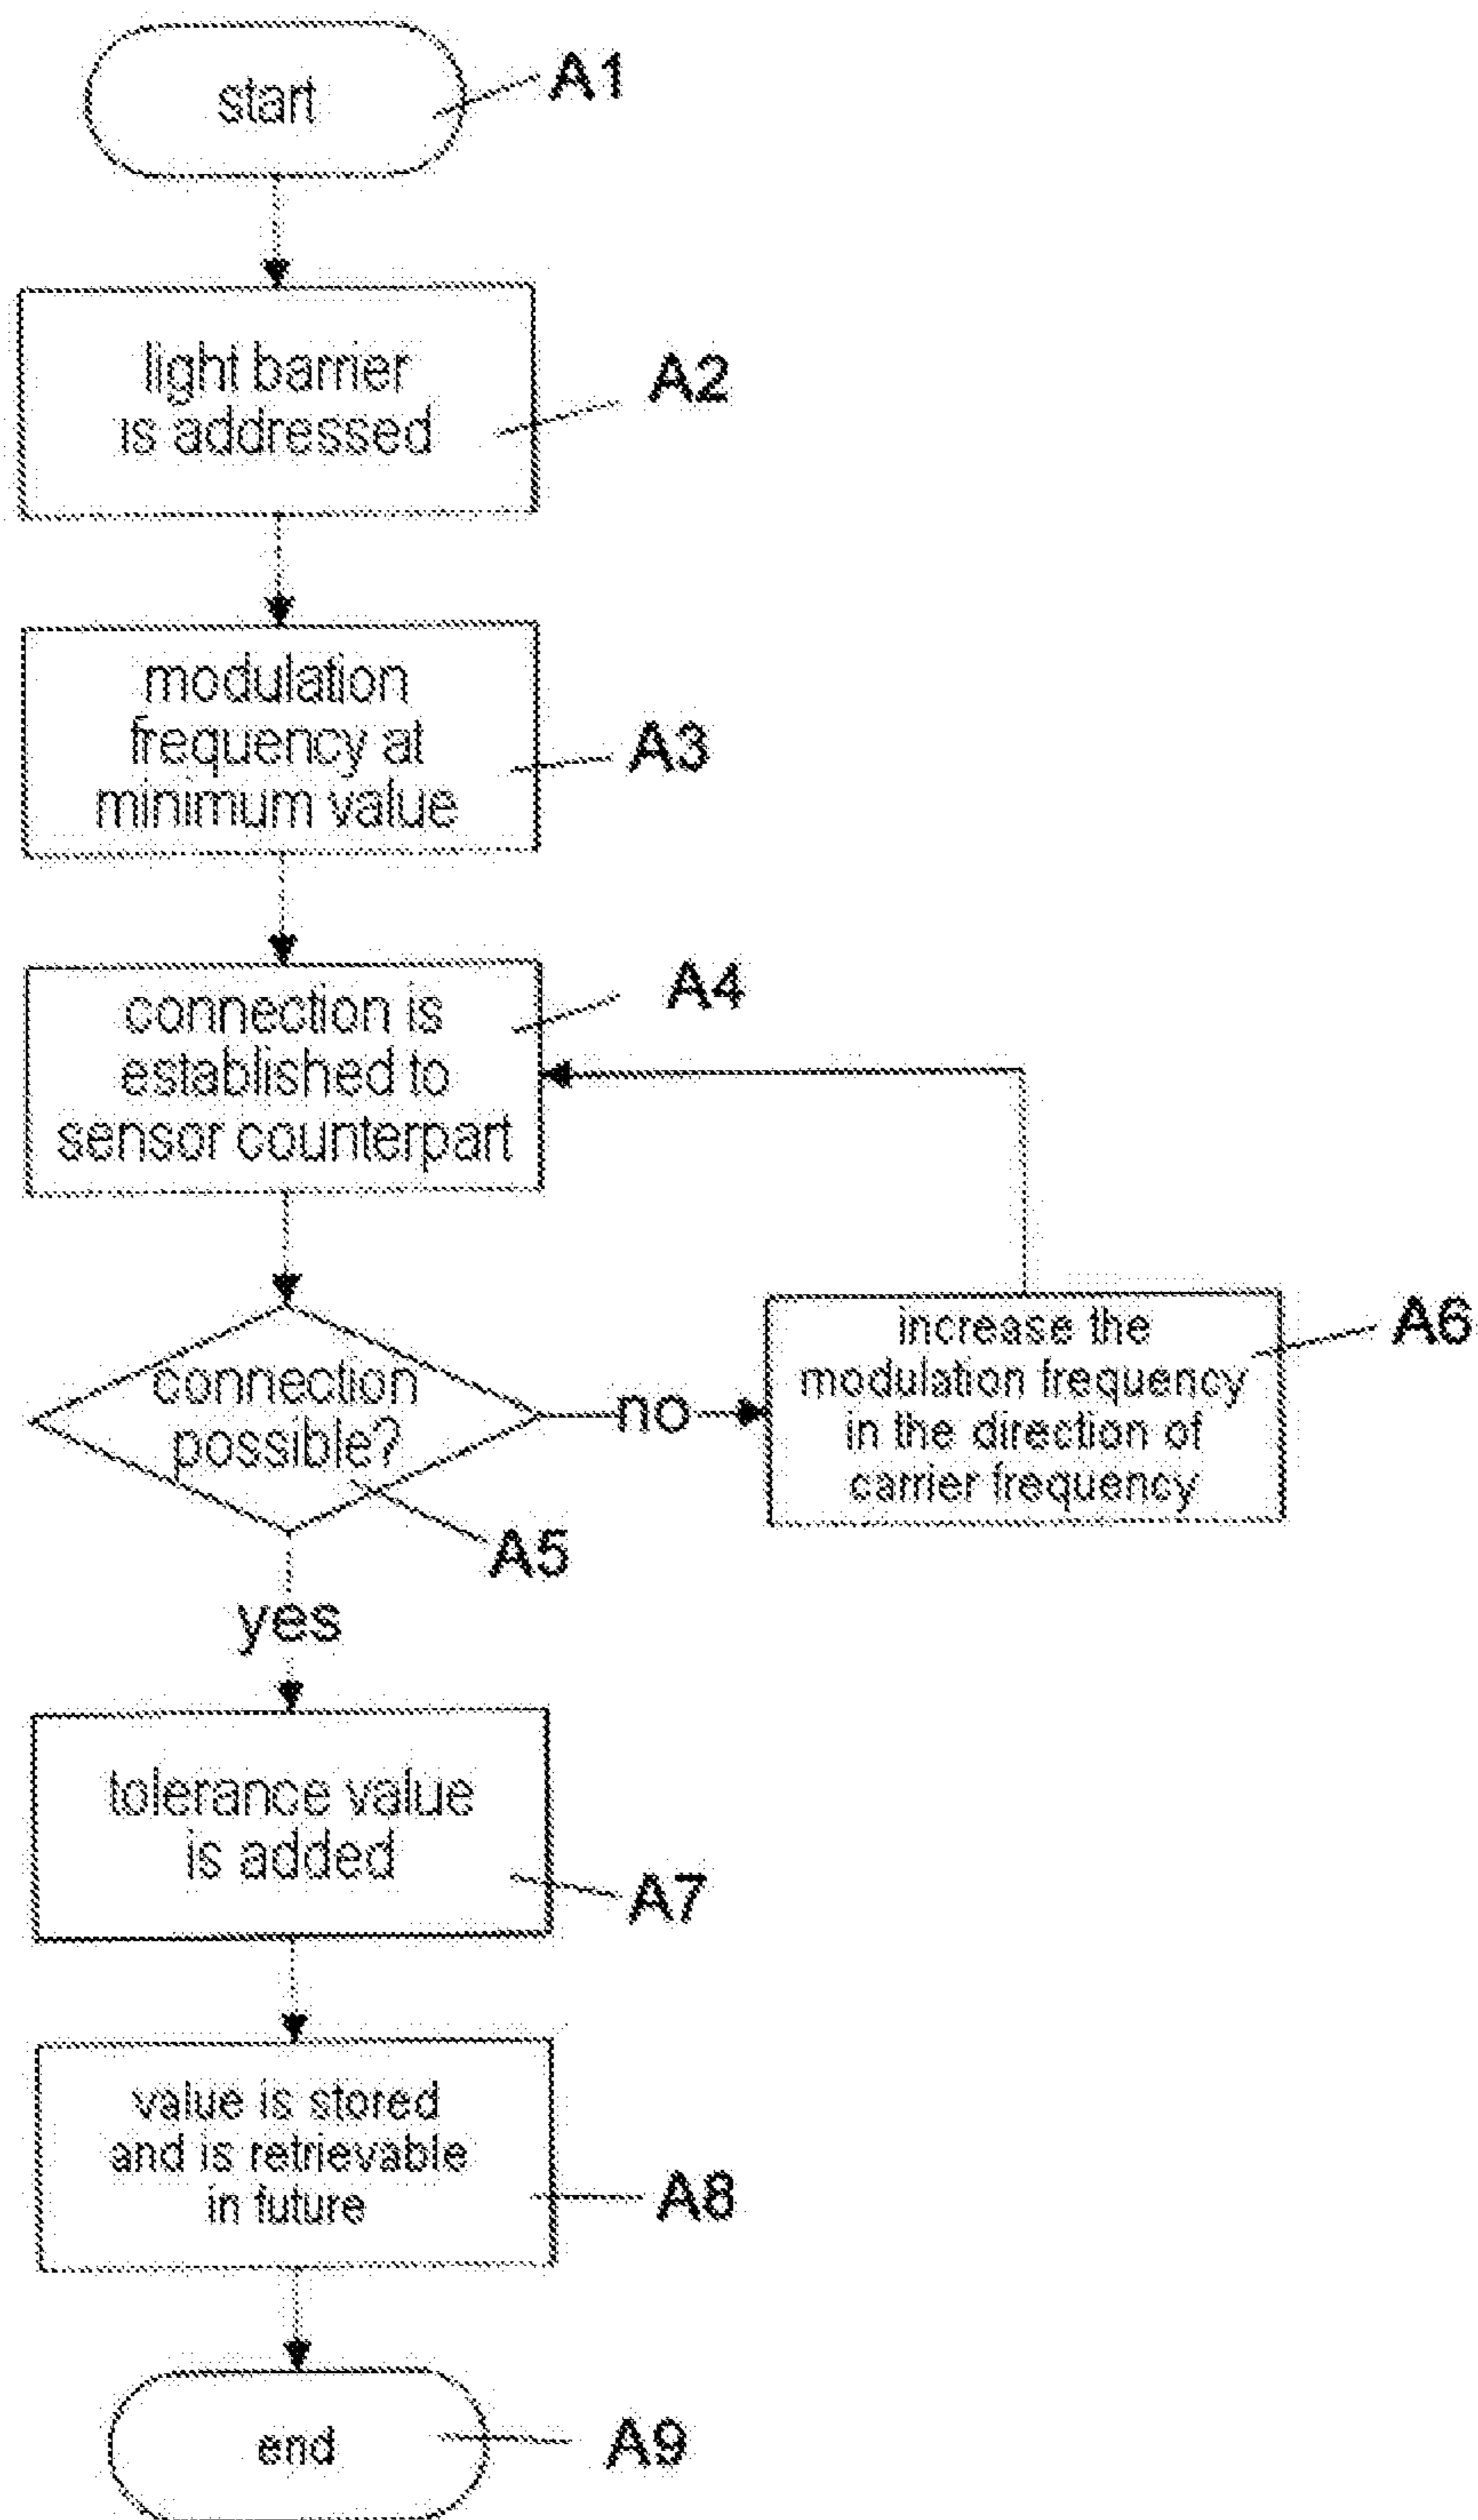 start
A1
light barrier
is addressed
A2
modulation
frequency at
minimum value
A3
connection is
established to
sensor counterpart
A4
connection
possible?
A5
no
increase the
modulation frequency
in the direction of
carrier frequency
A6
yes
tolerance value
is added
A7
value is stored
and is retrievable
in future
A8
end
A9